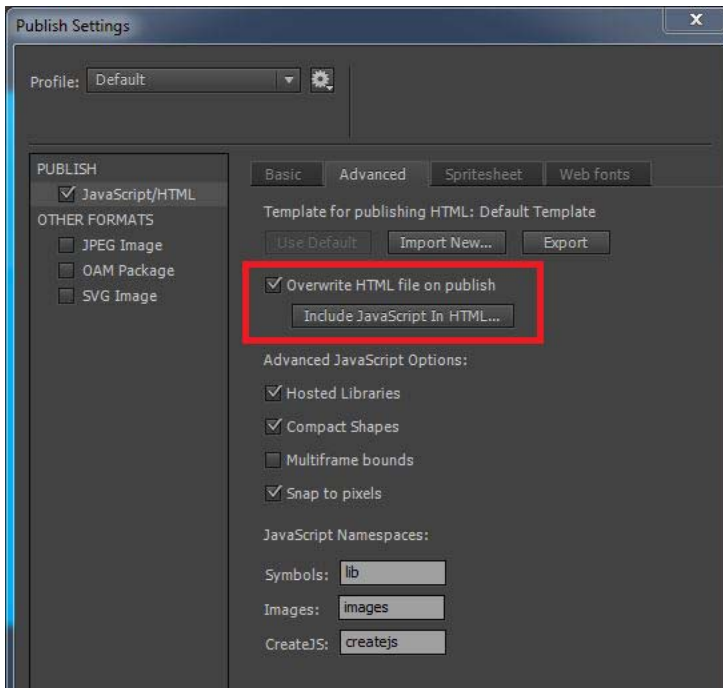 Publish Settings
X
Profile: Default
PUBLISH
JavaScript/HTML
OTHER FORMATS
JPEG Image
OAM Package
SVG Image
Basic Advanced Spritesheet Web fonts
Template for publishing HTML: Default Template
Use Default Import New... Export
Overwrite HTML file on publish
Include JavaScript In HTML...
Advanced JavaScript Options:
Hosted Libraries
Compact Shapes
Multiframe bounds
Snap to pixels
JavaScript Namespaces:
Symbols: lib
Images: images
CreateJS: createjs